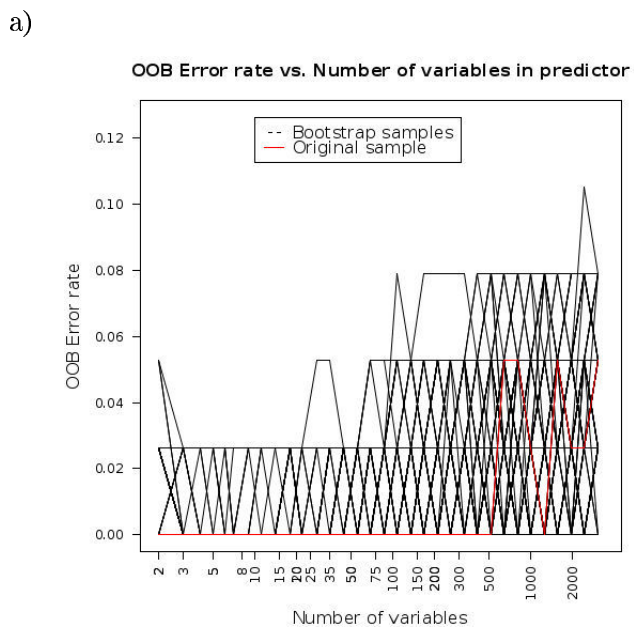 a)
OOB Error rate vs. Number of variables in predictor
Bootstrap samples
Original sample
0.12
0.10
0.08
0.06
0.04
0.02
0.00
OOB Error rate
2 3 5 8 10 15 20 25 35 50 75 100 150 200 300 500 1000 2000
Number of variables